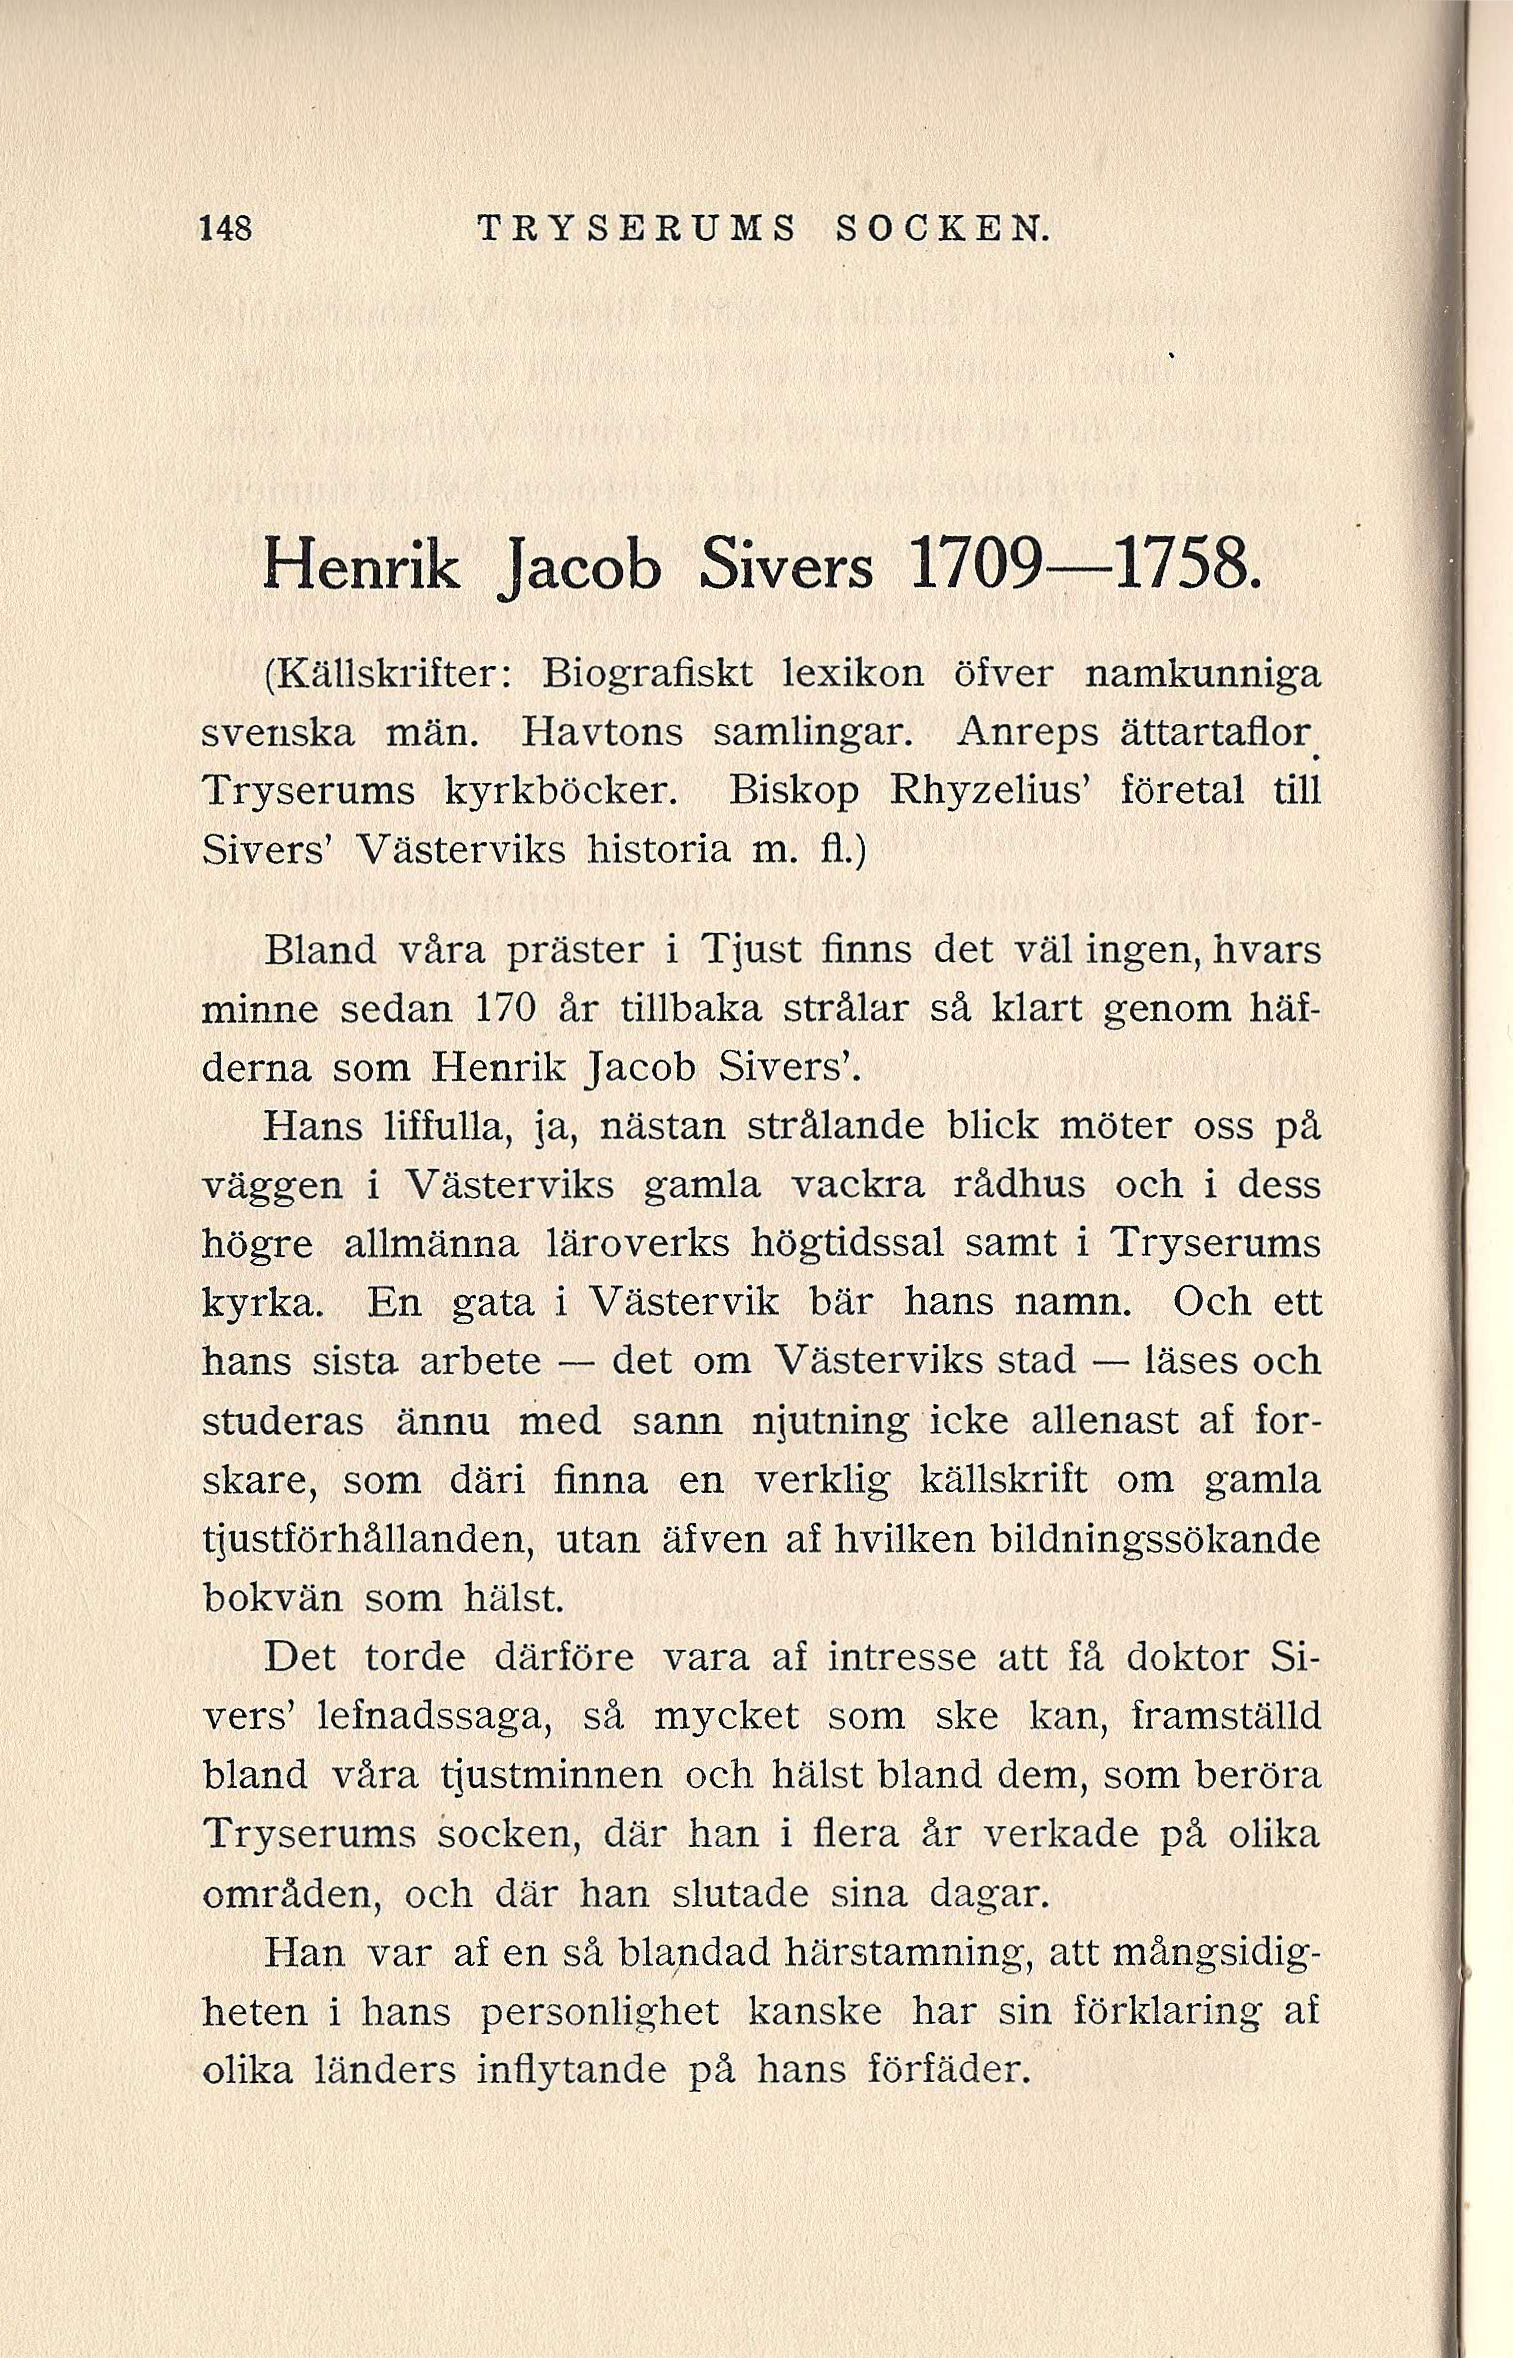 148 TRYSERUMS SOCKEN.
Henrik Jacob Sivers 1709—1758.
(Källskrifter: Biografiskt lexikon öfver namkunniga
svenska män. Havtons samlingar. Anreps ättartaflor.
Tryserums kyrkböcker. Biskop Rhyzelius' företal till
Sivers' Västerviks historia m. fl.)
Bland våra präster i Tjust finns det väl ingen, hvars
minne sedan 170 år tillbaka strålar så klart genom häf-
derna som Henrik Jacob Sivers'.
Hans liffulla, ja, nästan strålande blick möter oss på
väggen i Västerviks gamla vackra rådhus och i dess
högre allmänna läroverks högtidssal samt i Tryserums
kyrka. En gata i Västervik bär hans namn. Och ett
hans sista arbete — det om Västerviks stad — läses och
studeras ännu med sann njutning icke allenast af for-
skare, som däri finna en verklig källskrift om gamla
tjustförhållanden, utan äfven af hvilken bildningssökande
bokvän som hälst.
Det torde därföre vara af intresse att få doktor Si-
vers' lefnadssaga, så mycket som ske kan, framställd
bland våra tjustminnen och hälst bland dem, som beröra
Tryserums socken, där han i flera år verkade på olika
områden, och där han slutade sina dagar.
Han var af en så blandad härstamning, att mångsidig-
heten i hans personlighet kanske har sin förklaring af
olika länders inflytande på hans förfäder.